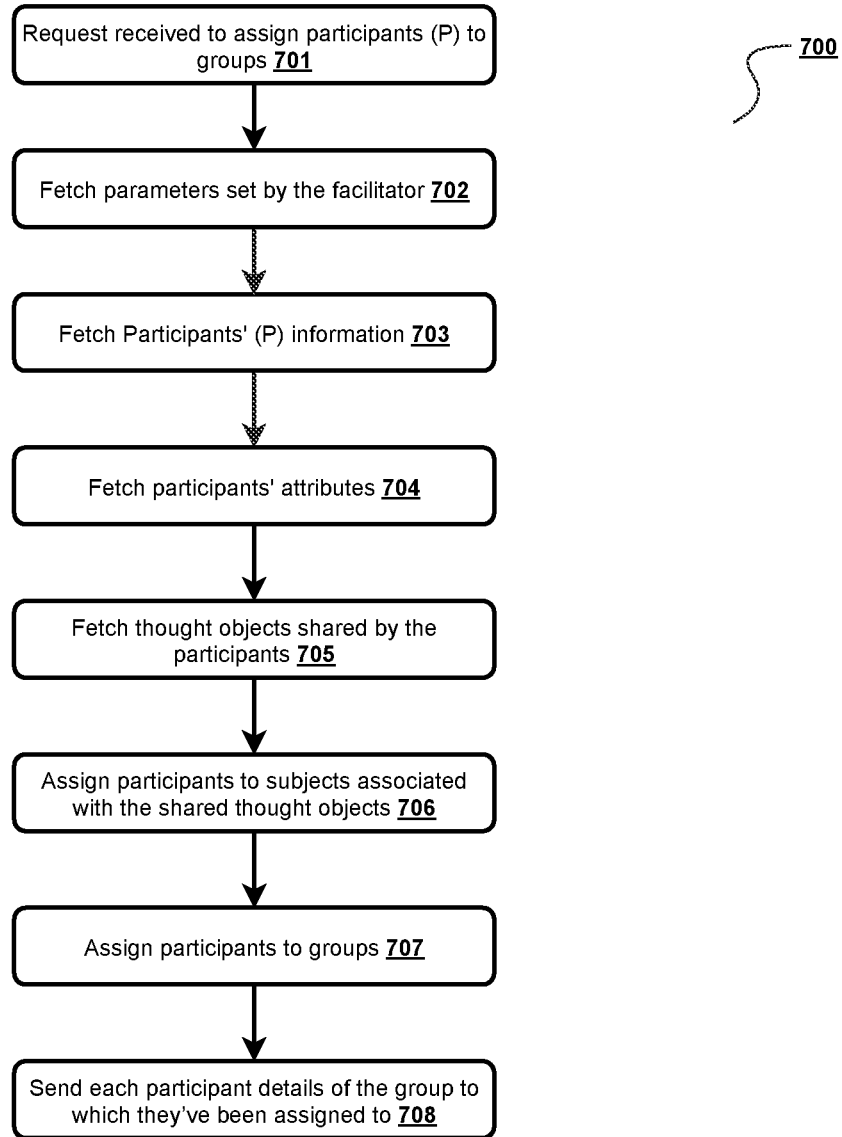 Request received to assign participants (P) to
groups 701
700
Fetch parameters set by the facilitator 702
Fetch Participants' (P) information 703
Fetch participants' attributes 704
Fetch thought objects shared by the
participants 705
Assign participants to subjects associated
with the shared thought objects 706
Assign participants to groups 707
Send each participant details of the group to
which they’ve been assigned to 708